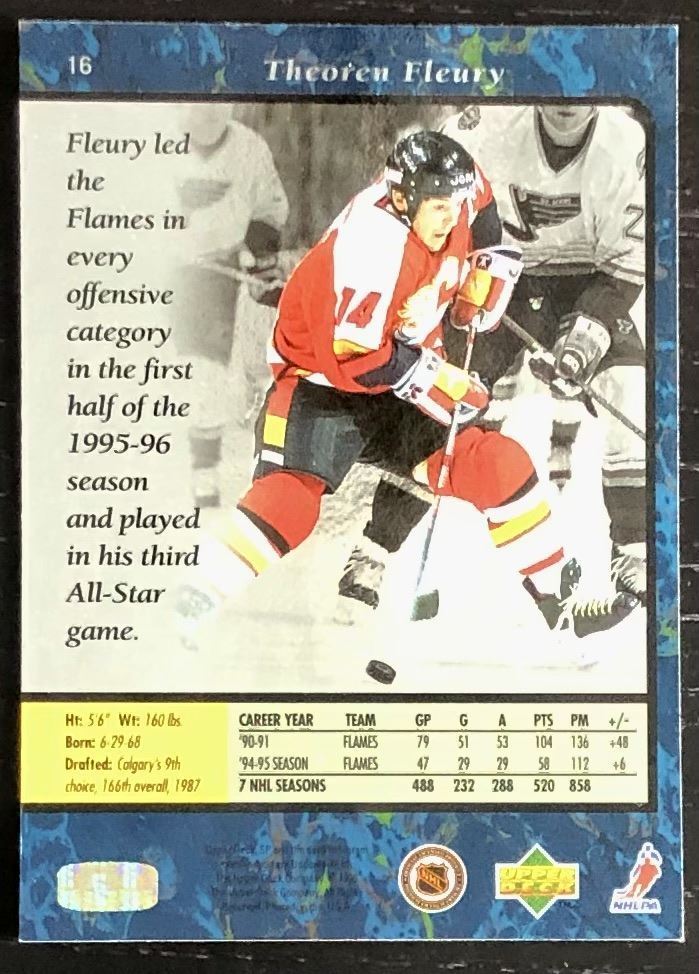 16
Theoren Fleury
Fleury led
the
Flames in
every
offensive
category
in the first
half of the
1995-96
season
and played
in his third
All-Star
game.
14
Ht: 5'6" Wt: 160 lbs.
Born: 6-29-68
Drafted: Calgary's 9th
choice, 166th overall, 1987
CAREER YEAR TEAM GP G A PTS PM +/-
'90-91 FLAMES 79 51 53 104 136 +48
'94-95 SEASON FLAMES 47 29 29 58 112 +6
7 NHL SEASONS 488 232 288 520 858
NHL
UPPER
DECK
NHLPA